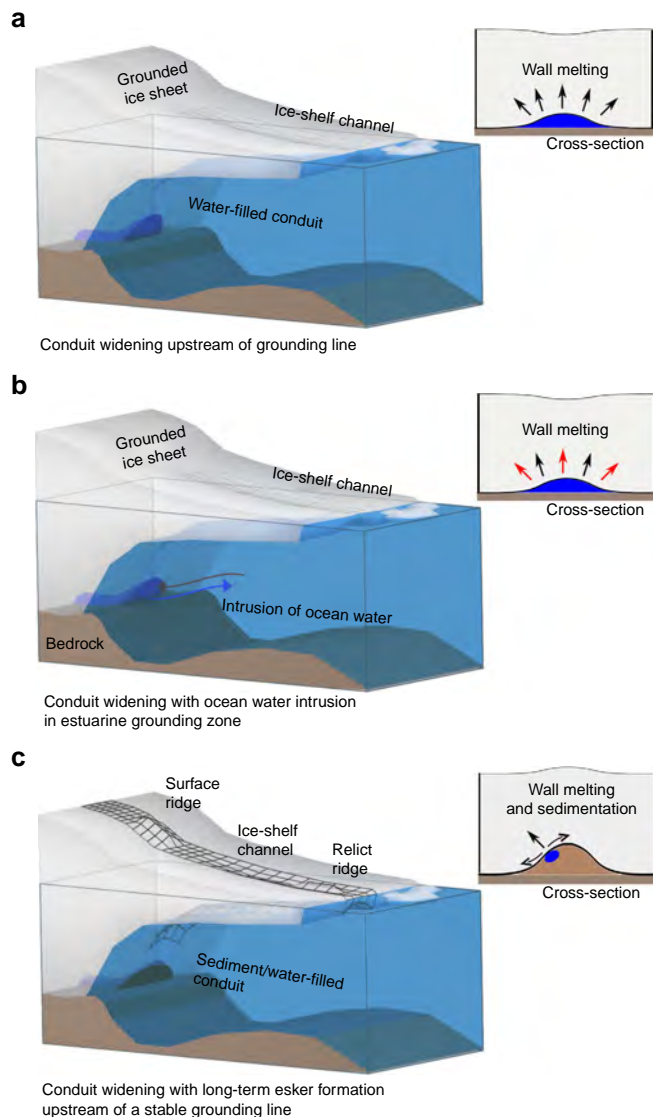 a
Grounded
ice sheet
Ice-shelf channel
Water-filled conduit
Wall melting
Cross-section
Conduit widening upstream of grounding line
b
Grounded
ice sheet
Ice-shelf channel
Intrusion of ocean water
Bedrock
Wall melting
Cross-section
Conduit widening with ocean water intrusion
in estuarine grounding zone
c
Surface
ridge
Ice-shelf
channel
Relict
ridge
Sediment/water-filled
conduit
Wall melting
and sedimentation
Cross-section
Conduit widening with long-term esker formation
upstream of a stable grounding line